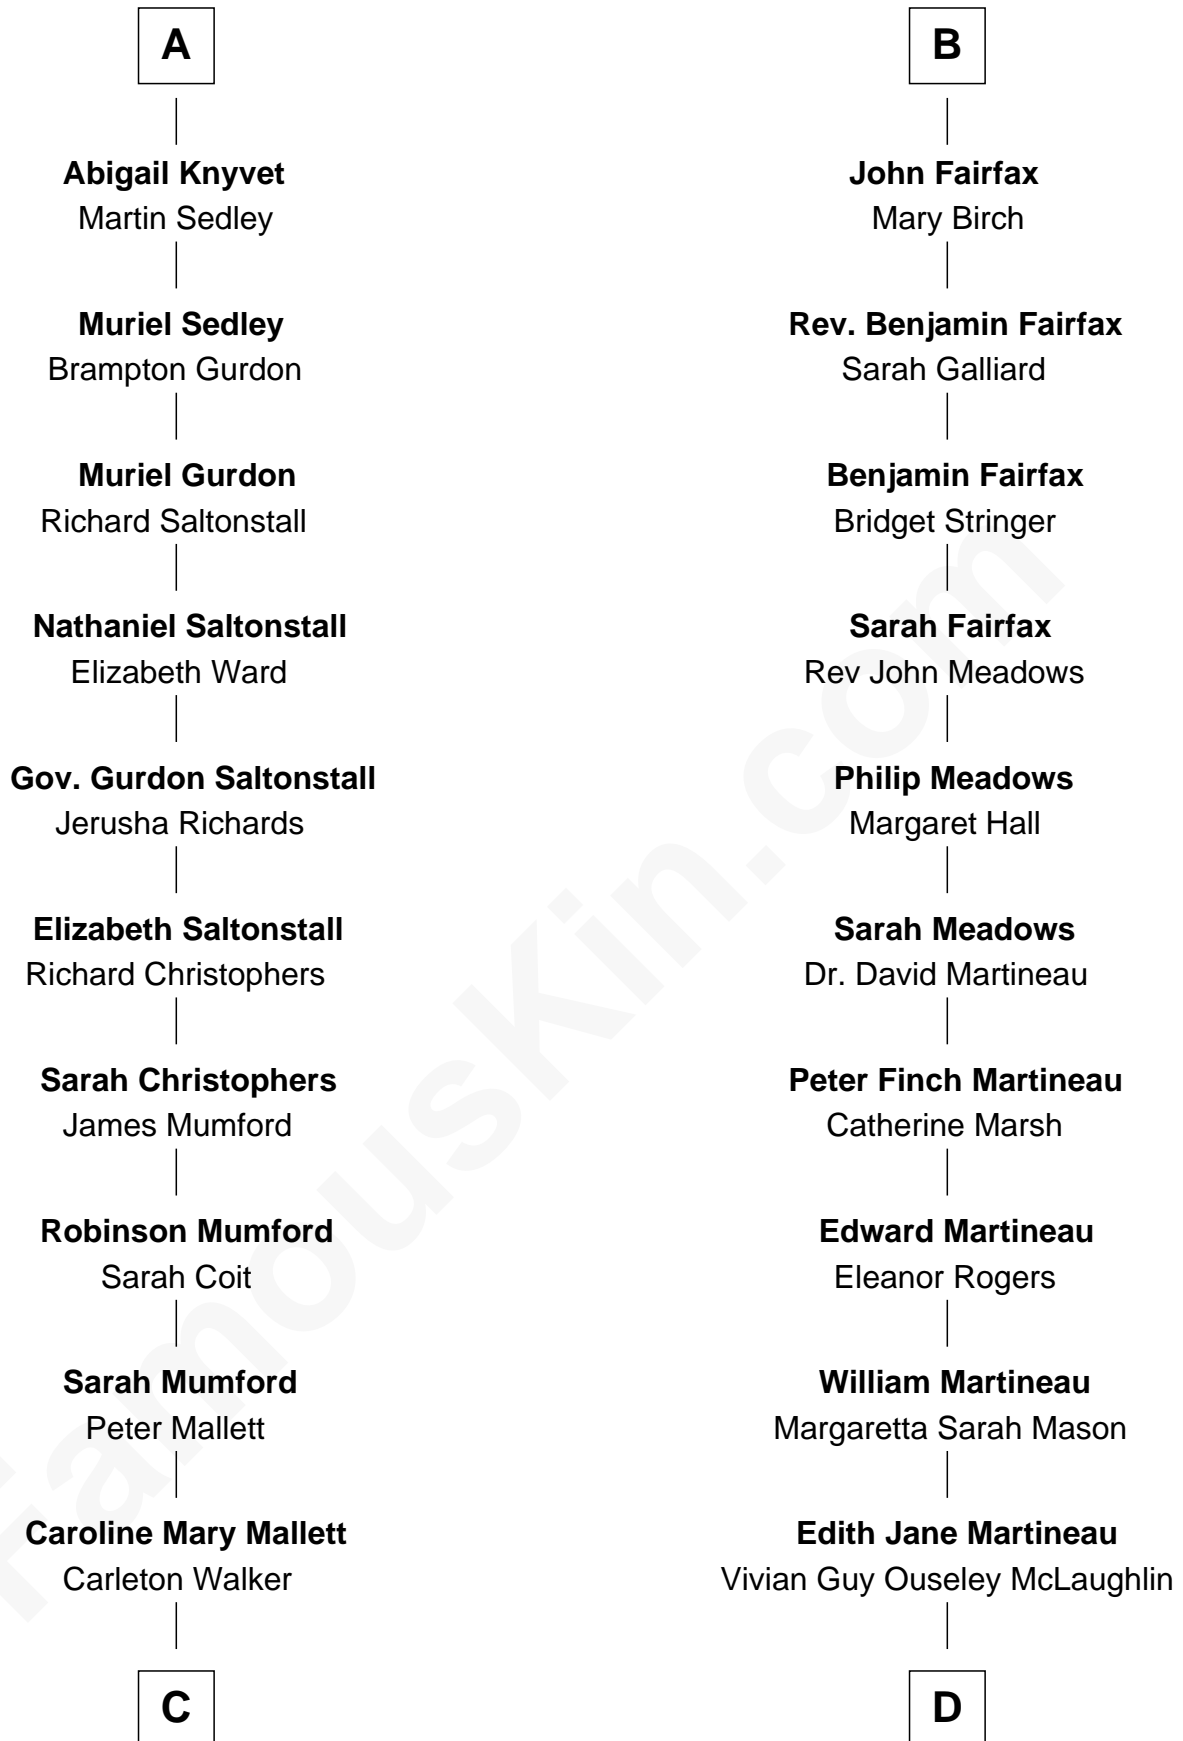 A
Abigail Knyvet
Martin Sedley
Muriel Sedley
Brampton Gurdon
Muriel Gurdon
Richard Saltonstall
Nathaniel Saltonstall
Elizabeth Ward
Gov. Gurdon Saltonstall
Jerusha Richards
Elizabeth Saltonstall
Richard Christophers
Sarah Christophers
James Mumford
Robinson Mumford
Sarah Coit
Sarah Mumford
Peter Mallett
Caroline Mary Mallett
Carleton Walker
C
B
John Fairfax
Mary Birch
Rev. Benjamin Fairfax
Sarah Galliard
Benjamin Fairfax
Bridget Stringer
Sarah Fairfax
Rev John Meadows
Philip Meadows
Margaret Hall
Sarah Meadows
Dr. David Martineau
Peter Finch Martineau
Catherine Marsh
Edward Martineau
Eleanor Rogers
William Martineau
Margaretta Sarah Mason
Edith Jane Martineau
Vivian Guy Ouseley McLaughlin
D
FamousKin.com